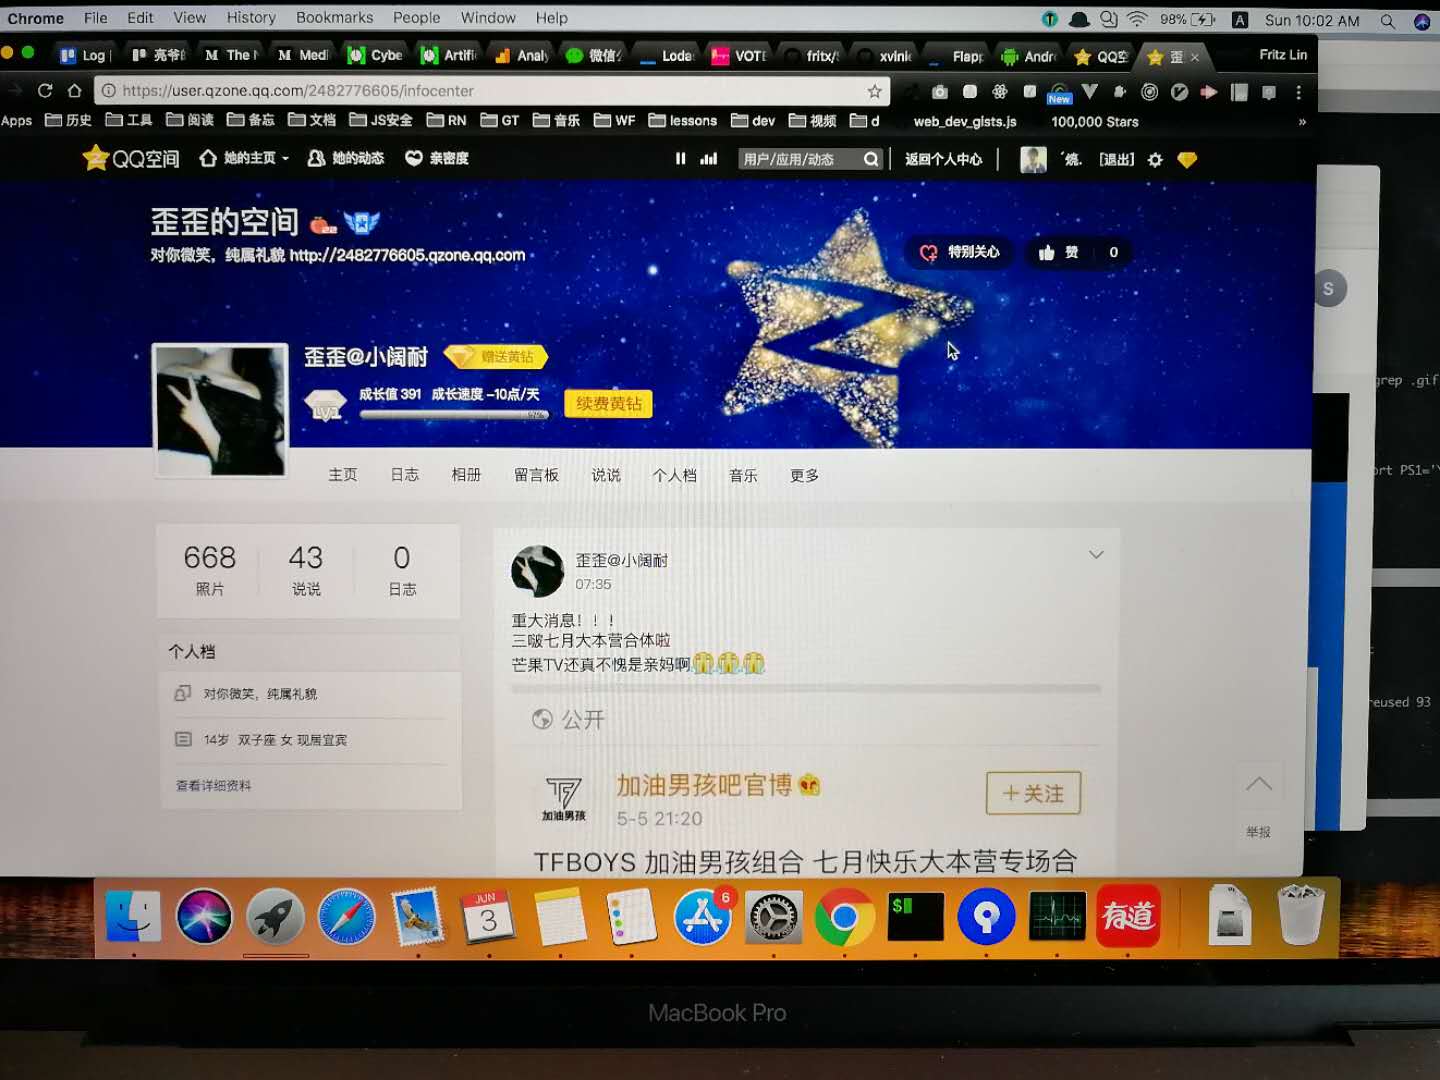 Chrome File Edit View History Bookmarks People Window Help
98% A Sun 10:02 AM
Log 亮爷 M The M Medi Cybe Artifi Analy 微信 Loda VOTE fritx/ xvinie Flapp Andr QQ空 歪 × Fritz Lin
https://user.qzone.qq.com/2482776605/infocenter
New
Apps 历史 工具 阅读 备忘 文档 JS安全 RN GT 音乐 WF lessons dev 视频 d web_dev_gists.js 100,000 Stars »
QQ空间 她的主页 她的动态 亲密度 用户/应用/动态 返回个人中心 ´烧. [退出]
歪歪的空间
对你微笑，纯属礼貌 http://2482776605.qzone.qq.com
特别关心 赞 0
歪歪@小阔耐 赠送黄钻
LV1 成长值 391 成长速度 -10点/天 续费黄钻
97%
主页 日志 相册 留言板 说说 个人档 音乐 更多
668 43 0
照片 说说 日志
个人档
对你微笑，纯属礼貌
14岁 双子座 女 现居宜宾
查看详细资料
歪歪@小阔耐
07:35
重大消息！！！
三啵七月大本营合体啦
芒果TV还真不愧是亲妈啊
公开
加油男孩
加油男孩吧官博
+关注
5-5 21:20
TFBOYS 加油男孩组合 七月快乐大本营专场合
举报
S
grep .gif
ort PS1='
eused 93
JUN
3
6
$
有道
MacBook Pro